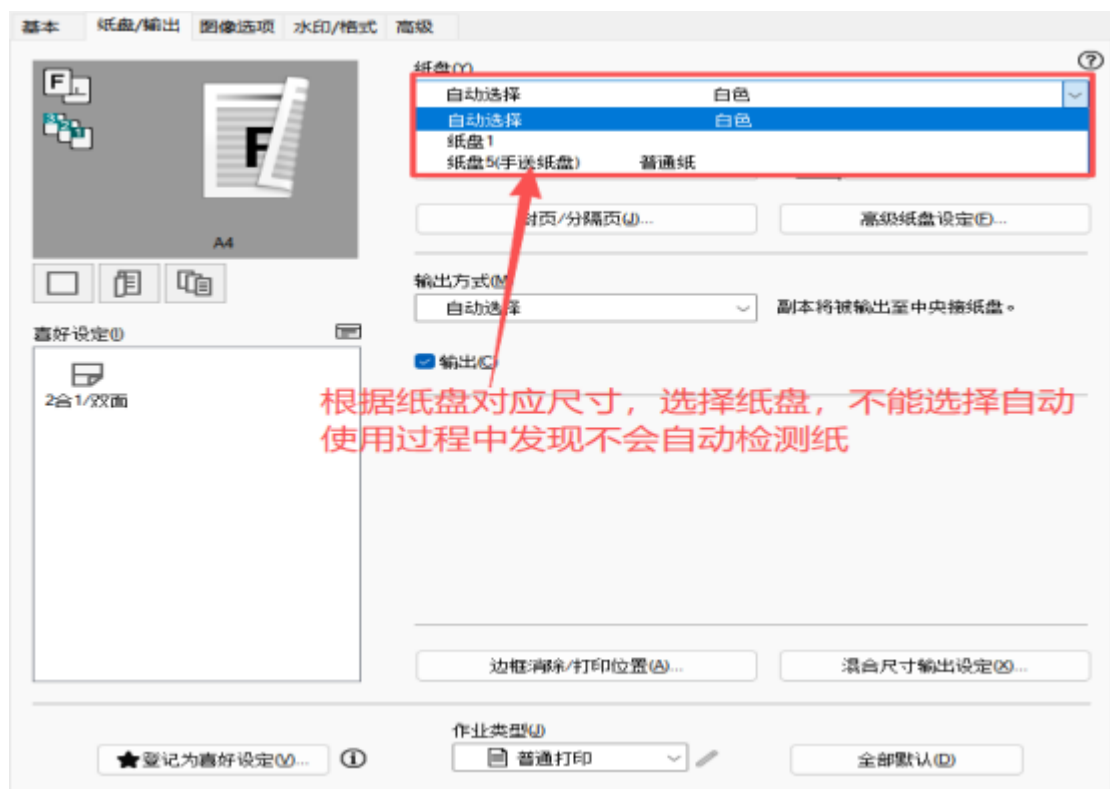 基本 纸盘/输出 图像选项 水印/格式 高级
纸盘(Y)
自动选择 白色
自动选择 白色
纸盘1
纸盘5(手送纸盘) 普通纸
封页/分隔页(J)... 高级纸盘设定(F)...
A4
输出方式(M)
自动选择 副本将被输出至中央接纸盘。
喜好设定(I)
输出(C)
2合1/双面
根据纸盘对应尺寸，选择纸盘，不能选择自动
使用过程中发现不会自动检测纸
边框消除/打印位置(A)... 混合尺寸输出设定(X)...
作业类型(J)
★登记为喜好设定(V)... 普通打印 全部默认(D)